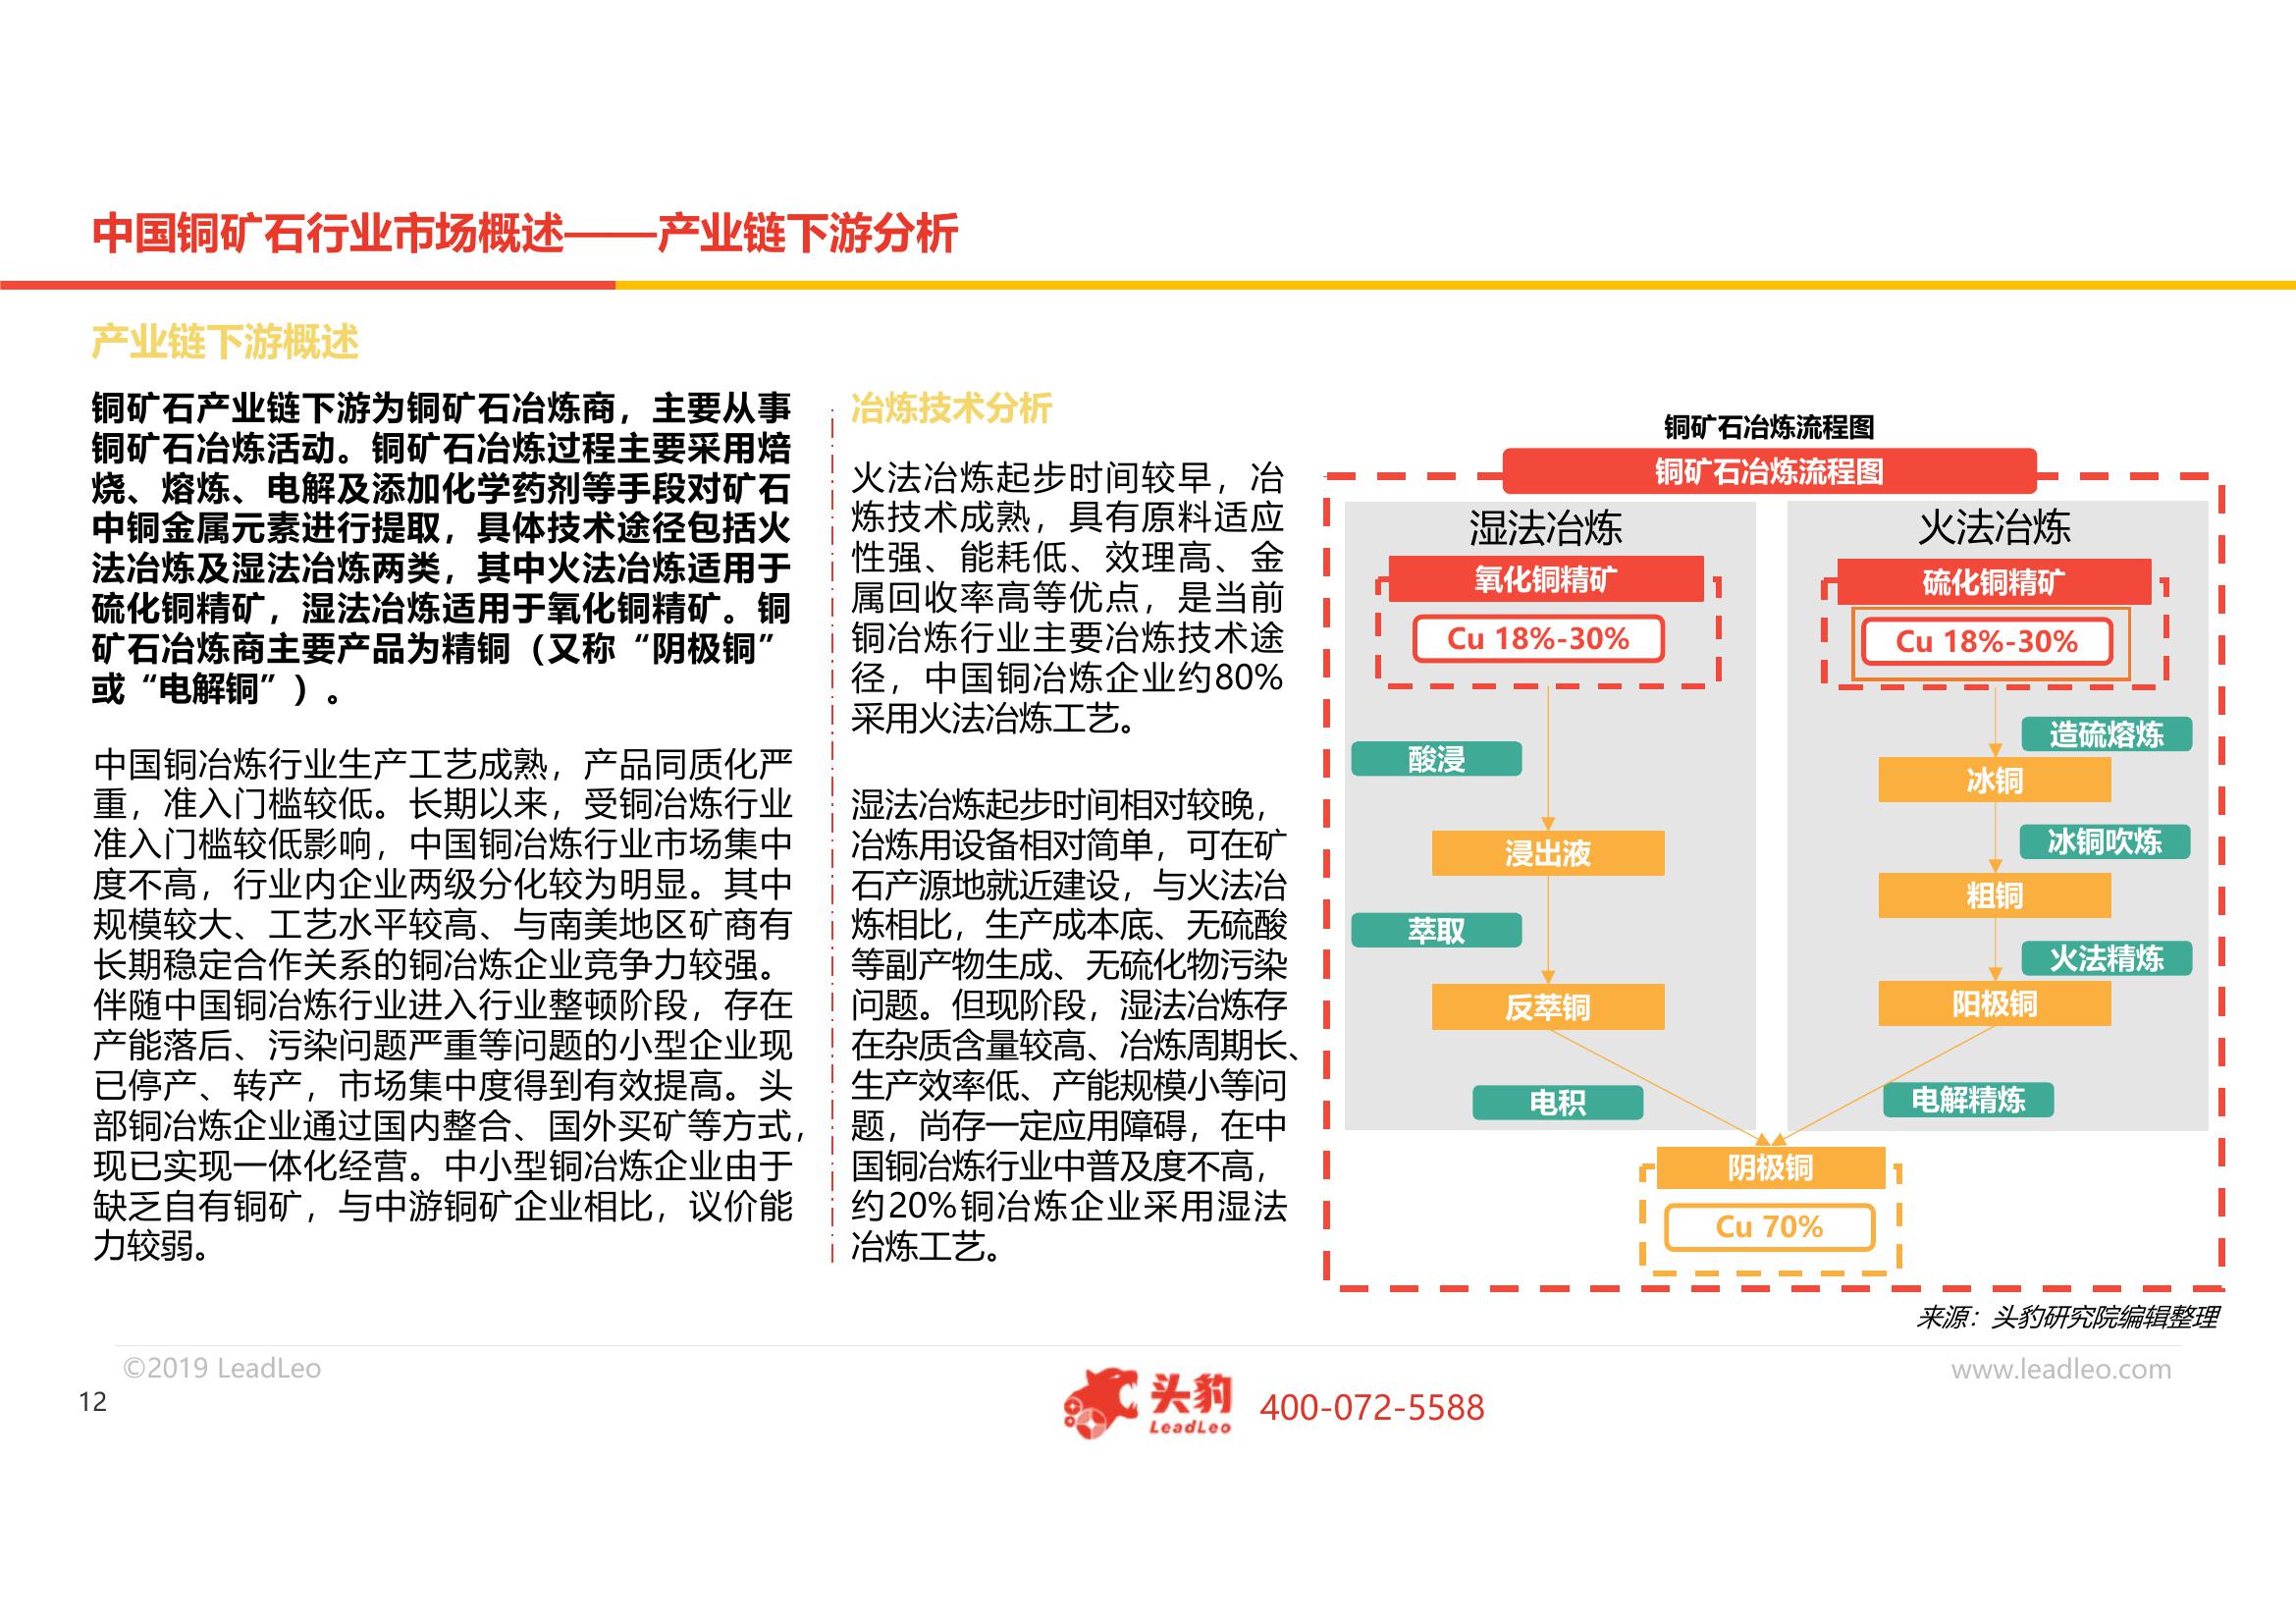 中国铜矿石行业市场概述——产业链下游分析
产业链下游概述
铜矿石产业链下游为铜矿石冶炼商，主要从事
铜矿石冶炼活动。铜矿石冶炼过程主要采用焙
烧、熔炼、电解及添加化学药剂等手段对矿石
中铜金属元素进行提取，具体技术途径包括火
法冶炼及湿法冶炼两类，其中火法冶炼适用于
硫化铜精矿，湿法冶炼适用于氧化铜精矿。铜
矿石冶炼商主要产品为精铜（又称“阴极铜”
或“电解铜”）。
中国铜冶炼行业生产工艺成熟，产品同质化严
重，准入门槛较低。长期以来，受铜冶炼行业
准入门槛较低影响，中国铜冶炼行业市场集中
度不高，行业内企业两级分化较为明显。其中
规模较大、工艺水平较高、与南美地区矿商有
长期稳定合作关系的铜冶炼企业竞争力较强。
伴随中国铜冶炼行业进入行业整顿阶段，存在
产能落后、污染问题严重等问题的小型企业现
已停产、转产，市场集中度得到有效提高。头
部铜冶炼企业通过国内整合、国外买矿等方式，
现已实现一体化经营。中小型铜冶炼企业由于
缺乏自有铜矿，与中游铜矿企业相比，议价能
力较弱。
冶炼技术分析
火法冶炼起步时间较早，冶
炼技术成熟，具有原料适应
性强、能耗低、效理高、金
属回收率高等优点，是当前
铜冶炼行业主要冶炼技术途
径，中国铜冶炼企业约80%
采用火法冶炼工艺。
湿法冶炼起步时间相对较晚，
冶炼用设备相对简单，可在矿
石产源地就近建设，与火法冶
炼相比，生产成本底、无硫酸
等副产物生成、无硫化物污染
问题。但现阶段，湿法冶炼存
在杂质含量较高、冶炼周期长、
生产效率低、产能规模小等问
题，尚存一定应用障碍，在中
国铜冶炼行业中普及度不高，
约20%铜冶炼企业采用湿法
冶炼工艺。
铜矿石冶炼流程图
铜矿石冶炼流程图
湿法冶炼
氧化铜精矿
Cu 18%-30%
酸浸
浸出液
萃取
反萃铜
电积
火法冶炼
硫化铜精矿
Cu 18%-30%
造硫熔炼
冰铜
冰铜吹炼
粗铜
火法精炼
阳极铜
电解精炼
阴极铜
Cu 70%
来源：头豹研究院编辑整理
©2019 LeadLeo
www.leadleo.com
12
头豹
LeadLeo
400-072-5588